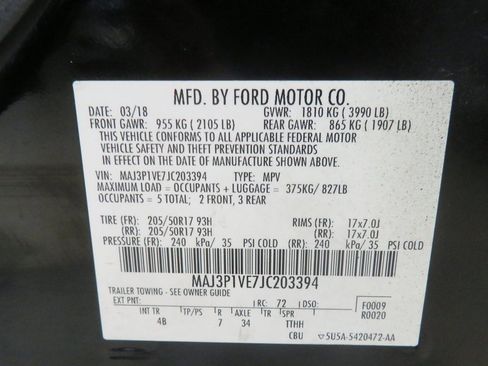 MFD. BY FORD MOTOR CO.
DATE: 03/18 GVWR: 1810 KG ( 3990 LB)
FRONT GAWR: 955 KG ( 2105 LB) REAR GAWR: 865 KG ( 1907 LB)
THIS VEHICLE CONFORMS TO ALL APPLICABLE FEDERAL MOTOR
VEHICLE SAFETY AND THEFT PREVENTION STANDARDS
IN EFFECT ON THE DATE OF MANUFACTURE SHOWN ABOVE.
VIN: MAJ3P1VE7JC203394 TYPE: MPV
MAXIMUM LOAD = OCCUPANTS + LUGGAGE = 375KG/ 827LB
OCCUPANTS = 5 TOTAL; 2 FRONT, 3 REAR
TIRE (FR): 205/50R17 93H RIMS (FR): 17x7.0J
(RR): 205/50R17 93H (RR): 17x7.0J
PRESSURE (FR): 240 kPa/ 35 PSI COLD (RR): 240 kPa/ 35 PSI COLD
MAJ3P1VE7JC203394
TRAILER TOWING - SEE OWNER GUIDE
EXT PNT: RC: 72 DSO: F0009
R0020
INT TR TP/PS R AXLE TR SPR
4B 7 34 TTHH
CBU ▽5U5A-5420472-AA